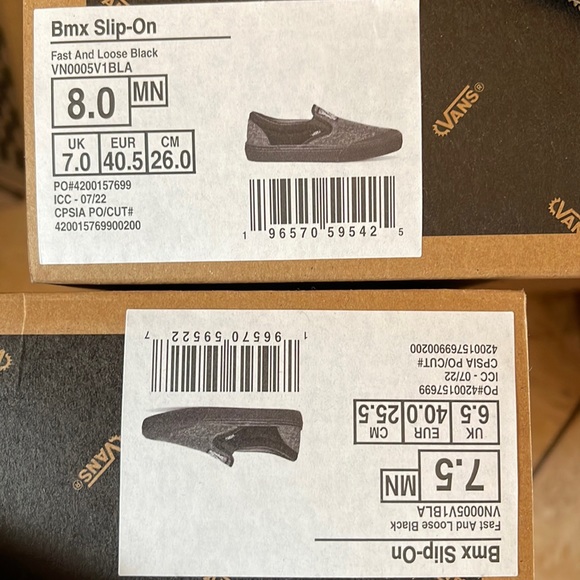 Bmx Slip-On
Fast And Loose Black
VN0005V1BLA
8.0 MN
UK EUR CM
7.0 40.5 26.0
PO#4200157699
ICC - 07/22
CPSIA PO/CUT#
420015769900200
1 96570 59542 5
VANS®
Bmx Slip-On
Fast And Loose Black
VN0005V1BLA
7.5 MN
UK EUR CM
6.5 40.0 25.5
PO#4200157699
ICC - 07/22
CPSIA PO/CUT#
420015769900200
1 96570 59522 7
VANS®